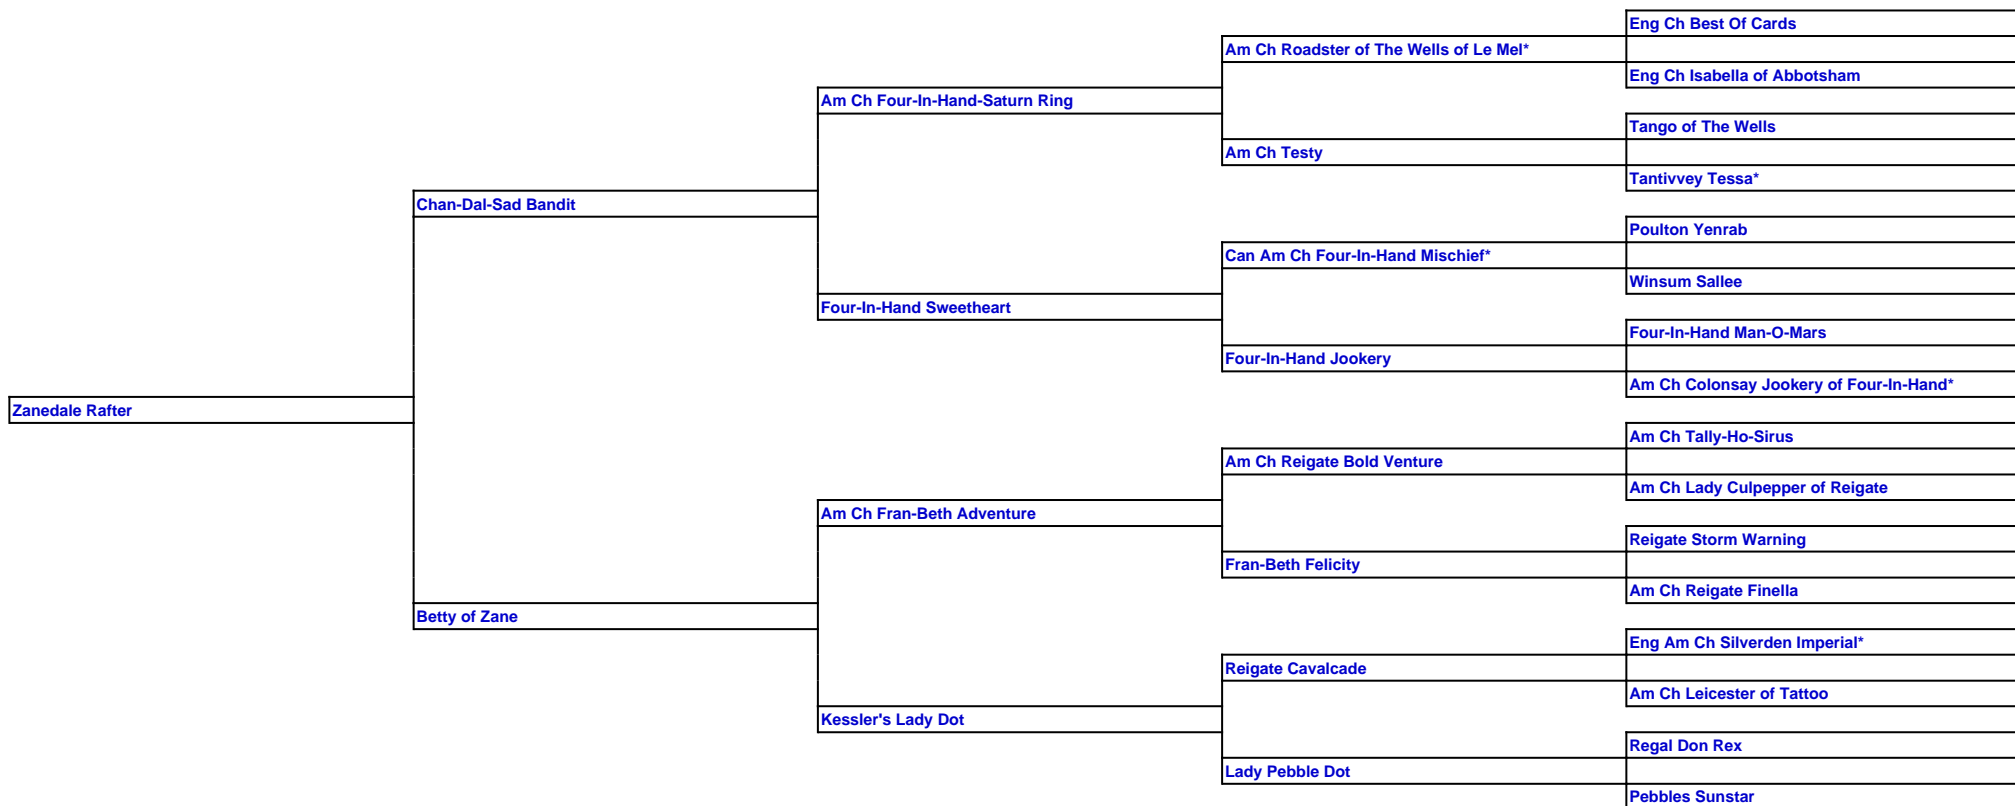 Eng Ch Best Of Cards
Am Ch Roadster of The Wells of Le Mel*
Eng Ch Isabella of Abbotsham
Am Ch Four-In-Hand-Saturn Ring
Tango of The Wells
Am Ch Testy
Tantivvey Tessa*
Chan-Dal-Sad Bandit
Poulton Yenrab
Can Am Ch Four-In-Hand Mischief*
Winsum Sallee
Four-In-Hand Sweetheart
Four-In-Hand Man-O-Mars
Four-In-Hand Jookery
Am Ch Colonsay Jookery of Four-In-Hand*
Zanedale Rafter
Am Ch Tally-Ho-Sirus
Am Ch Reigate Bold Venture
Am Ch Lady Culpepper of Reigate
Am Ch Fran-Beth Adventure
Reigate Storm Warning
Fran-Beth Felicity
Am Ch Reigate Finella
Betty of Zane
Eng Am Ch Silverden Imperial*
Reigate Cavalcade
Am Ch Leicester of Tattoo
Kessler's Lady Dot
Regal Don Rex
Lady Pebble Dot
Pebbles Sunstar